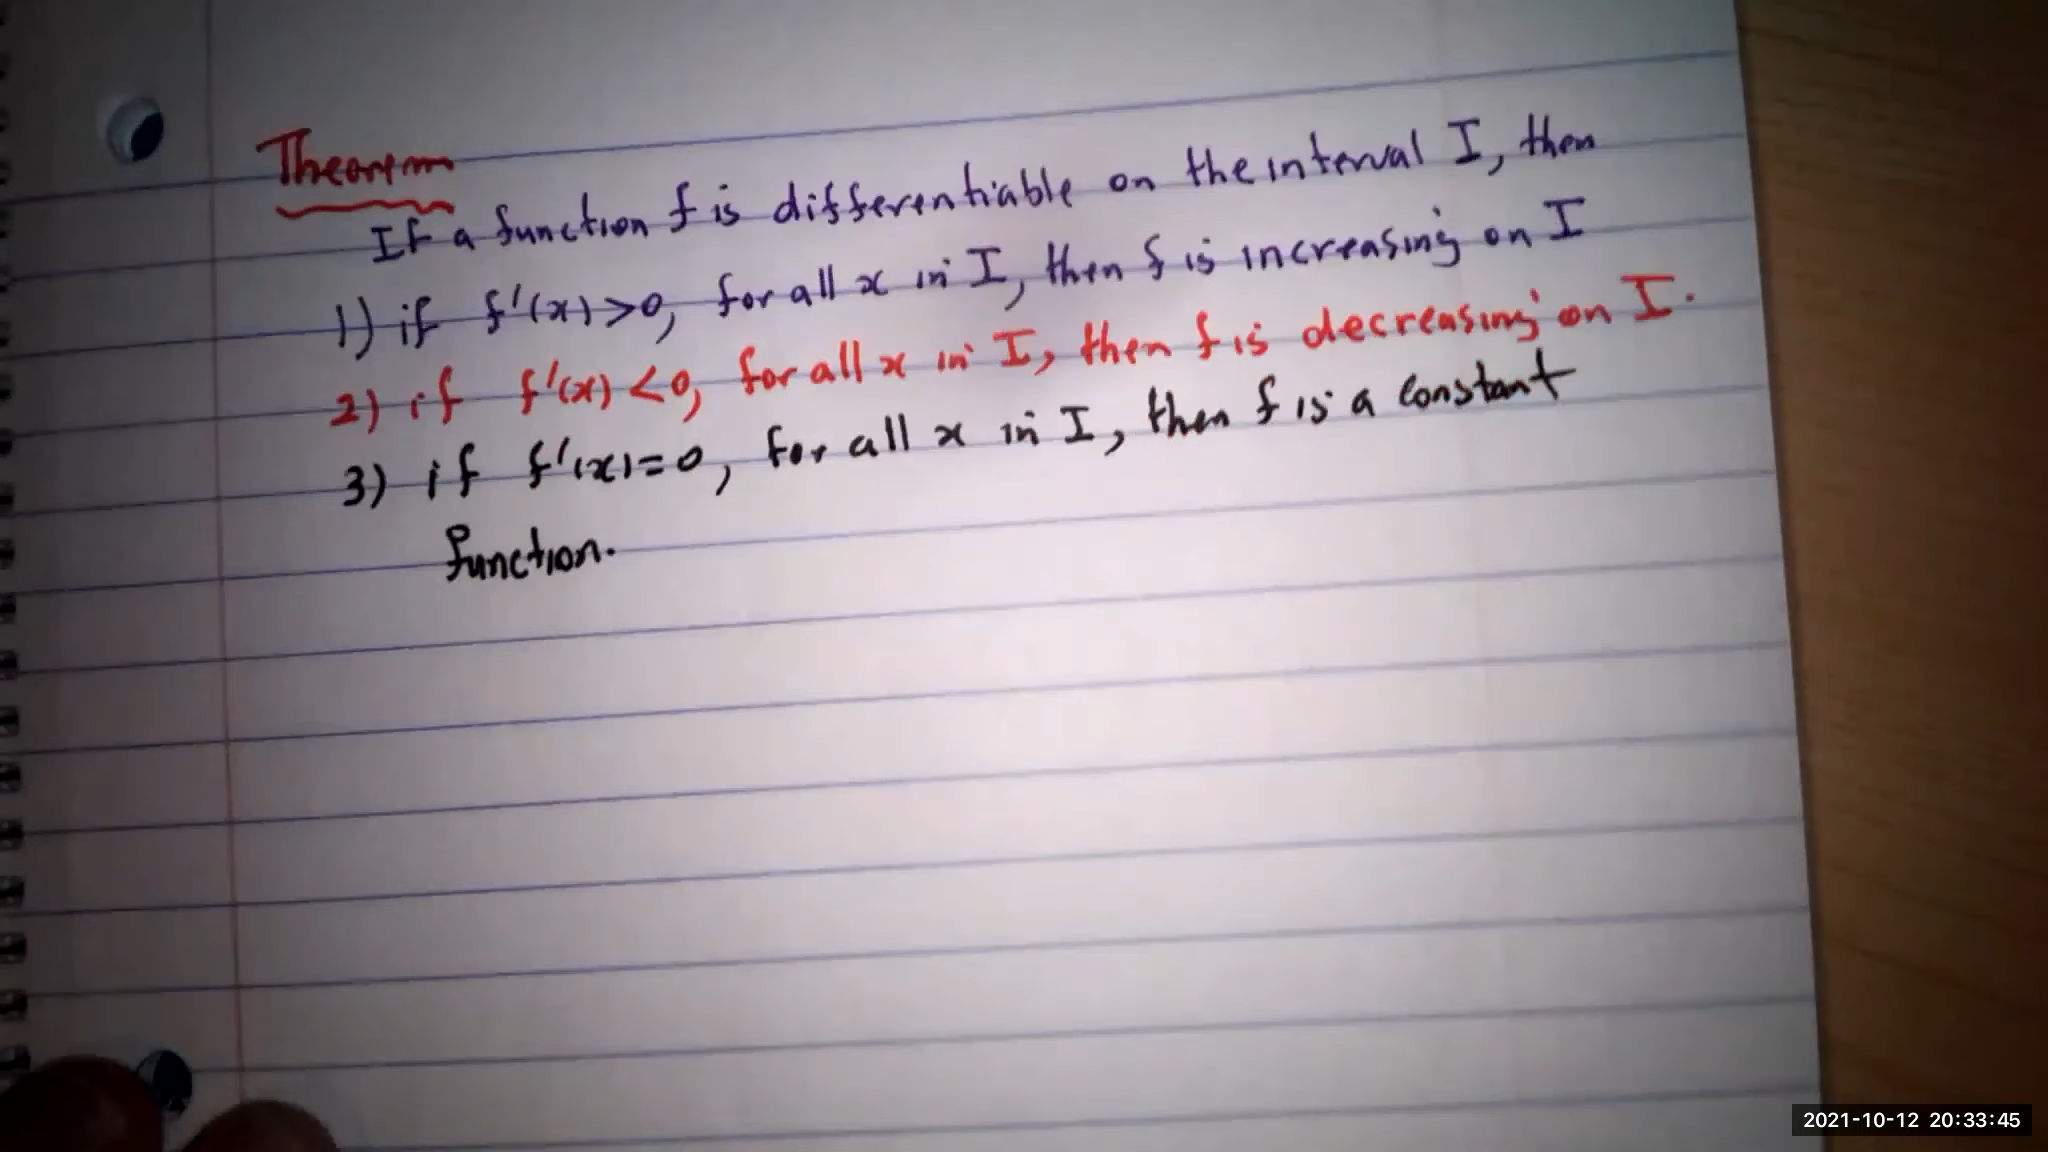 Theorem
If a function f is differentiable on the interval I, then
1) if f'(x)>0, for all x in I, then f is increasing on I
2) if f'(x)<0, for all x in I, then f is decreasing on I.
3) if f'(x)=0, for all x in I, then f is a constant
function.
2021-10-12 20:33:45